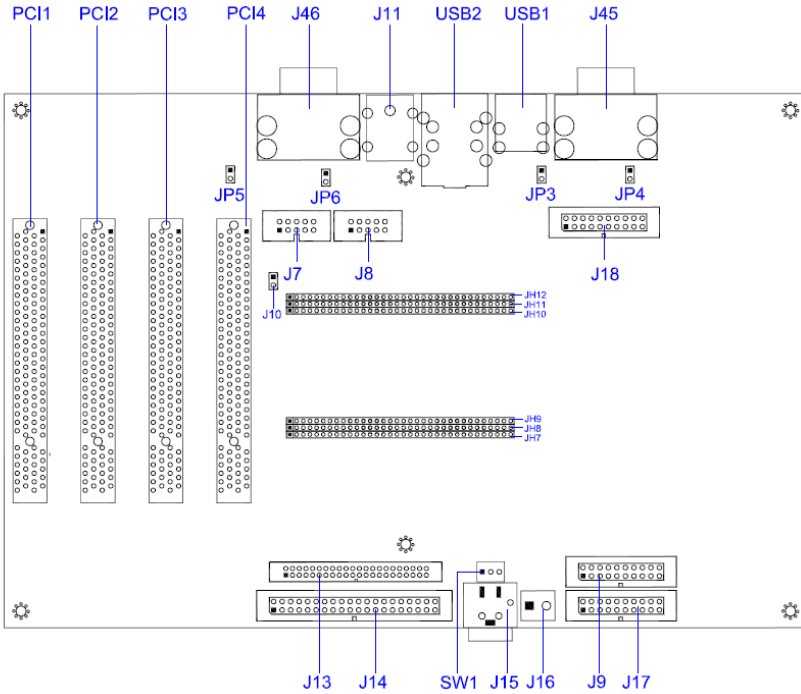 PCI1 PCI2 PCI3 PCI4 J46 J11 USB2 USB1 J45
JP5 JP6 JP3 JP4
J7 J8 J18
J10
JH12
JH11
JH10
JH9
JH8
JH7
J13 J14 SW1 J15 J16 J9 J17